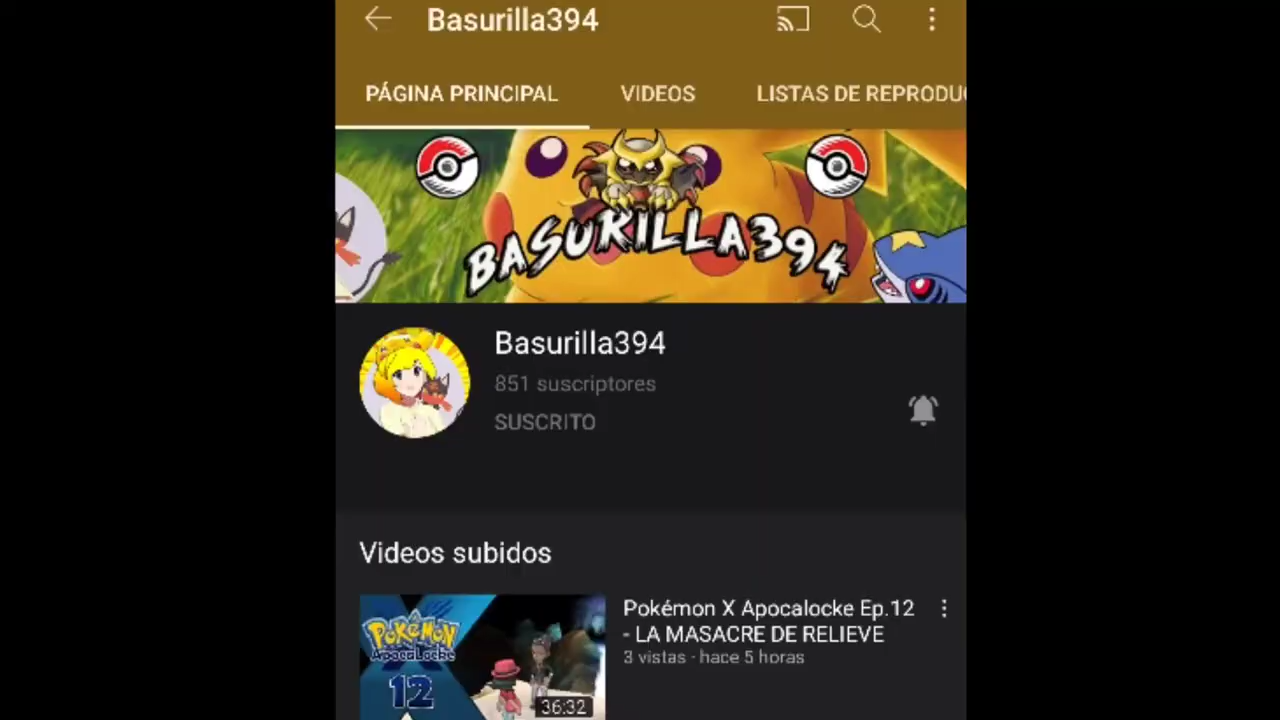 Basurilla394
PÁGINA PRINCIPAL VIDEOS LISTAS DE REPRODUC
BASURILLA394
Basurilla394
851 suscriptores
SUSCRITO
Videos subidos
Pokémon X Apocalocke Ep.12
- LA MASACRE DE RELIEVE
3 vistas · hace 5 horas
POKéMON
ApocaLocke
12
36:32